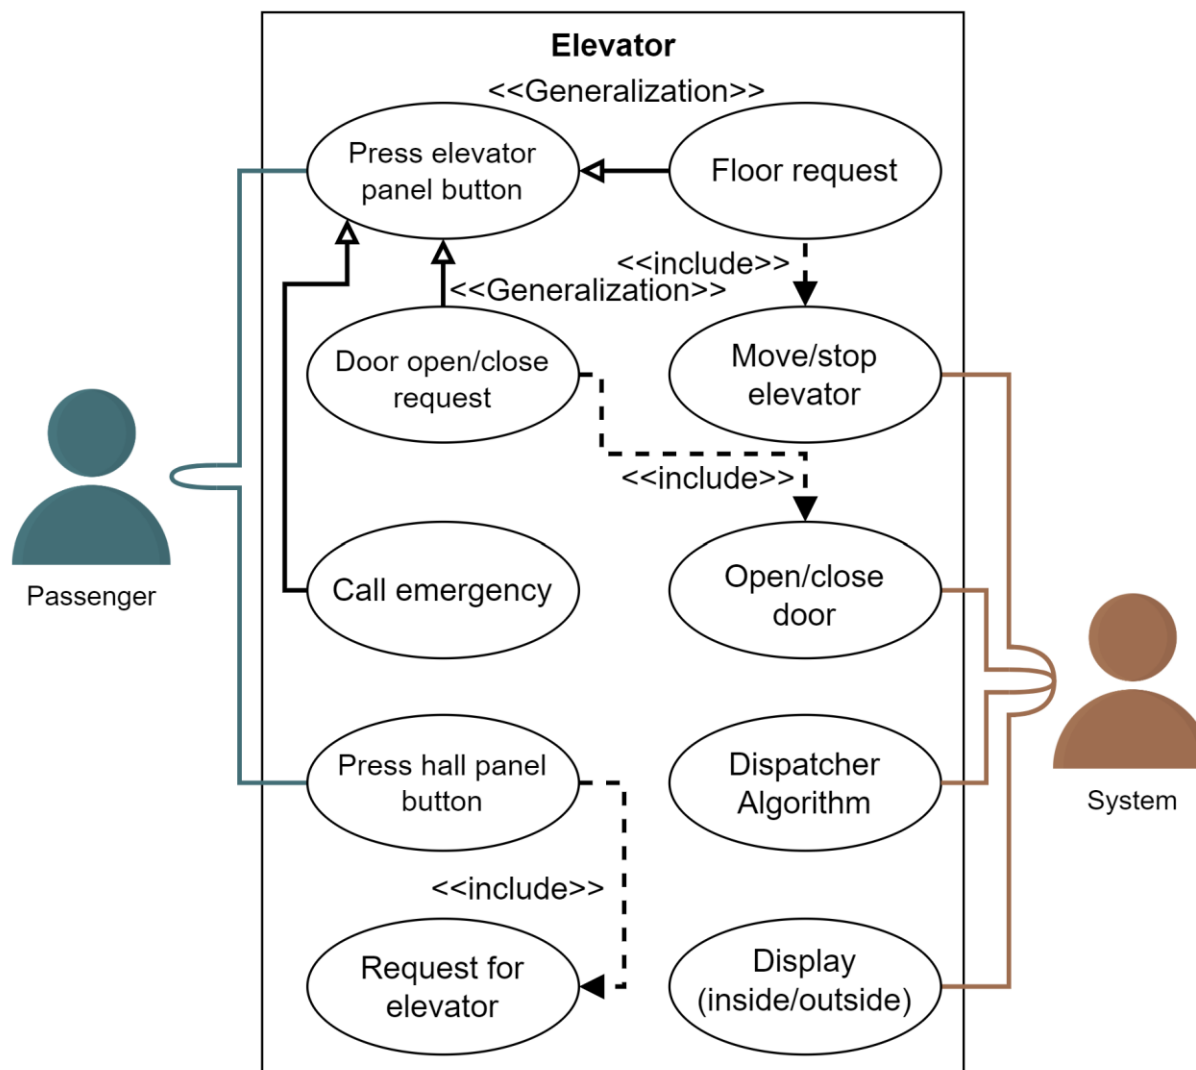 Elevator
<<Generalization>>
Press elevator
panel button
Floor request
<<include>>
<<Generalization>>
Door open/close
request
Move/stop
elevator
<<include>>
Call emergency
Open/close
door
Passenger
Press hall panel
button
Dispatcher
Algorithm
System
<<include>>
Request for
elevator
Display
(inside/outside)